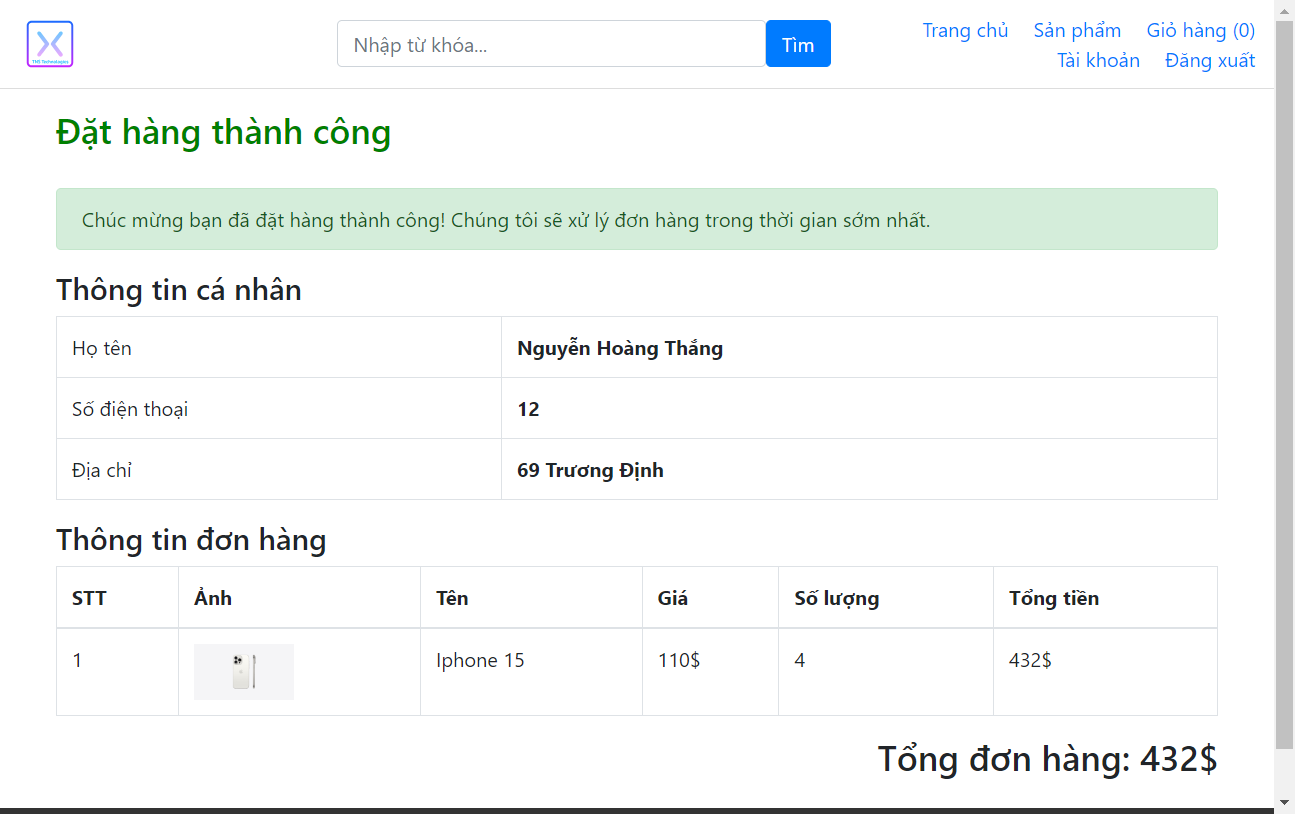 TNS Technologies
Nhập từ khóa...
Tìm
Trang chủ Sản phẩm Giỏ hàng (0)
Tài khoản Đăng xuất
Đặt hàng thành công
Chúc mừng bạn đã đặt hàng thành công! Chúng tôi sẽ xử lý đơn hàng trong thời gian sớm nhất.
Thông tin cá nhân
Họ tên Nguyễn Hoàng Thắng
Số điện thoại 12
Địa chỉ 69 Trương Định
Thông tin đơn hàng
STT Ảnh Tên Giá Số lượng Tổng tiền
1 Iphone 15 110$ 4 432$
Tổng đơn hàng: 432$